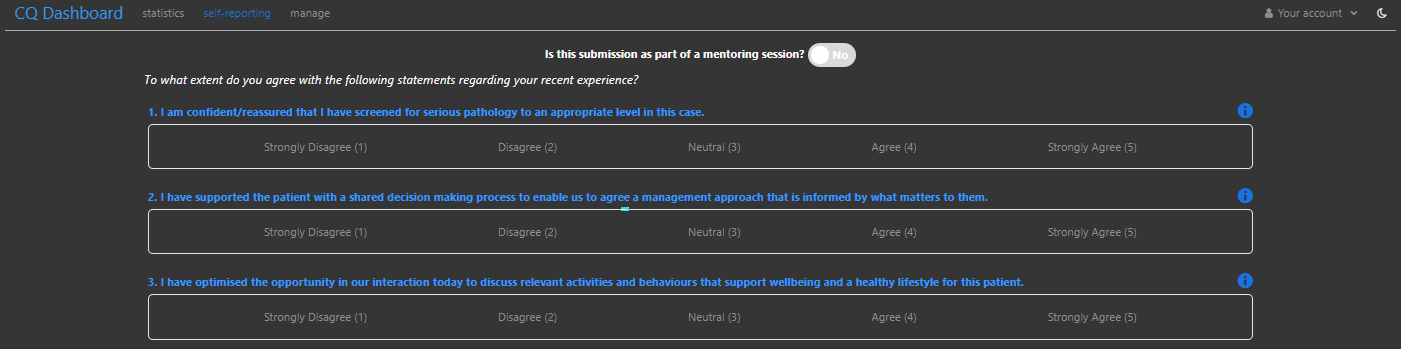 CQ Dashboard statistics self-reporting manage Your account
Is this submission as part of a mentoring session? No
To what extent do you agree with the following statements regarding your recent experience?
1. I am confident/reassured that I have screened for serious pathology to an appropriate level in this case.
Strongly Disagree (1) Disagree (2) Neutral (3) Agree (4) Strongly Agree (5)
2. I have supported the patient with a shared decision making process to enable us to agree a management approach that is informed by what matters to them.
Strongly Disagree (1) Disagree (2) Neutral (3) Agree (4) Strongly Agree (5)
3. I have optimised the opportunity in our interaction today to discuss relevant activities and behaviours that support wellbeing and a healthy lifestyle for this patient.
Strongly Disagree (1) Disagree (2) Neutral (3) Agree (4) Strongly Agree (5)